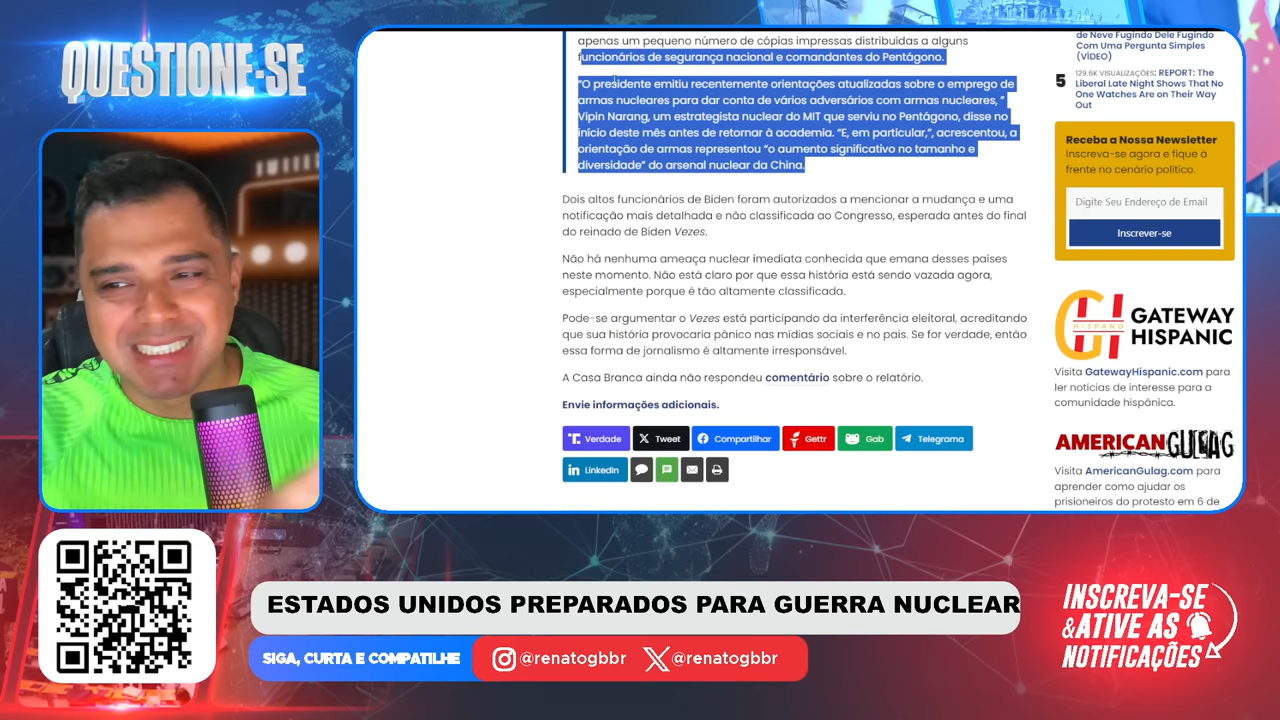 QUESTIONE-SE
apenas um pequeno número de cópias impressas distribuídas a alguns
funcionários de segurança nacional e comandantes do Pentágono.
“O presidente emitiu recentemente orientações atualizadas sobre o emprego de
armas nucleares para dar conta de vários adversários com armas nucleares, ”
Vipin Narang, um estrategista nuclear do MIT que serviu no Pentágono, disse no
início deste mês antes de retornar à academia. “E, em particular,”, acrescentou, a
orientação de armas representou “o aumento significativo no tamanho e
diversidade” do arsenal nuclear da China.
Dois altos funcionários de Biden foram autorizados a mencionar a mudança e uma
notificação mais detalhada e não classificada ao Congresso, esperada antes do final
do reinado de Biden Vezes.
Não há nenhuma ameaça nuclear imediata conhecida que emana desses países
neste momento. Não está claro por que essa história está sendo vazada agora,
especialmente porque é tão altamente classificada.
Pode-se argumentar o Vezes está participando da interferência eleitoral, acreditando
que sua história provocaria pânico nas mídias sociais e no país. Se for verdade, então
essa forma de jornalismo é altamente irresponsável.
A Casa Branca ainda não respondeu comentário sobre o relatório.
Envie informações adicionais.
Verdade
Tweet
Compartilhar
Gettr
Gab
Telegrama
LinkedIn
de Neve Fugindo Dele Fugindo
Com Uma Pergunta Simples
(VÍDEO)
5
129.6K VISUALIZAÇÕES: REPORT: The
Liberal Late Night Shows That No
One Watches Are on Their Way
Out
Receba a Nossa Newsletter
Inscreva-se agora e fique à
frente no cenário político.
Digite Seu Endereço de Email
Inscrever-se
GH
HISPANO
GATEWAY
HISPANIC
Visita GatewayHispanic.com para
ler noticias de interesse para a
comunidade hispânica.
AMERICAN GULAG
Visita AmericanGulag.com para
aprender como ajudar os
prisioneiros do protesto em 6 de
ESTADOS UNIDOS PREPARADOS PARA GUERRA NUCLEAR
SIGA, CURTA E COMPATILHE
@renatogbbr
@renatogbbr
INSCREVA-SE
&ATIVE AS
NOTIFICAÇÕES